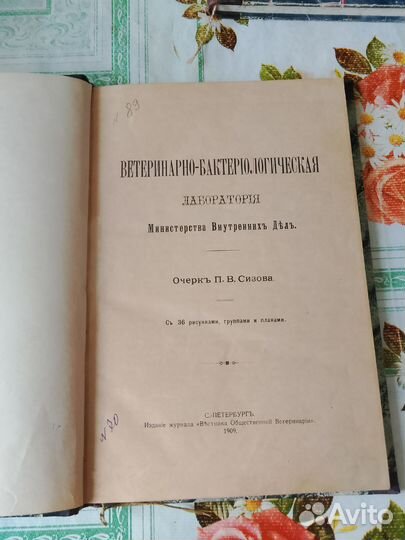 № 89
ВЕТЕРИНАРНО-БАКТЕРІОЛОГИЧЕСКАЯ
ЛАБОРАТОРІЯ
Министерства Внутреннихъ Дѣлъ.
Очеркъ П. В. Сизова.
Съ 36 рисунками, группами и планами.
С.-ПЕТЕРБУРГЪ.
Изданіе журнала «Вѣстника Общественной Ветеринаріи».
1909.
Avito